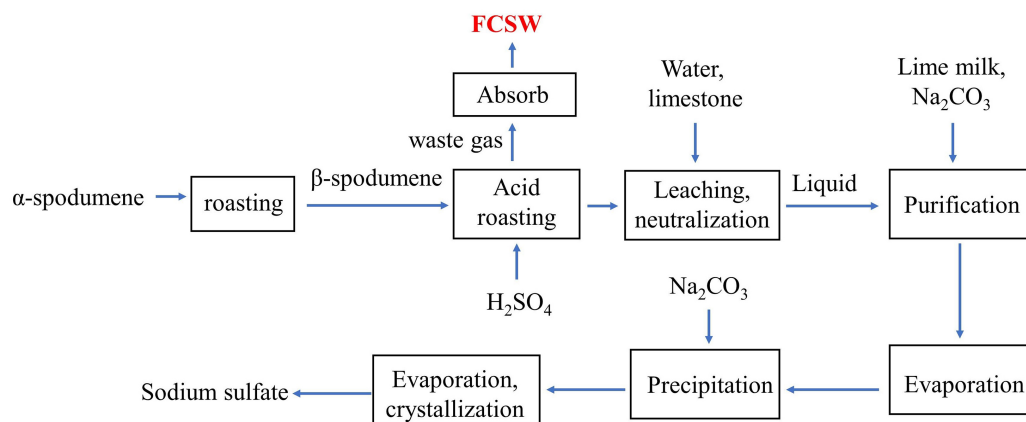 FCSW
Absorb
waste gas
Water,
limestone
Lime milk,
Na₂CO₃
α-spodumene
roasting
β-spodumene
Acid
roasting
Leaching,
neutralization
Liquid
Purification
H₂SO₄
Na₂CO₃
Sodium sulfate
Evaporation,
crystallization
Precipitation
Evaporation